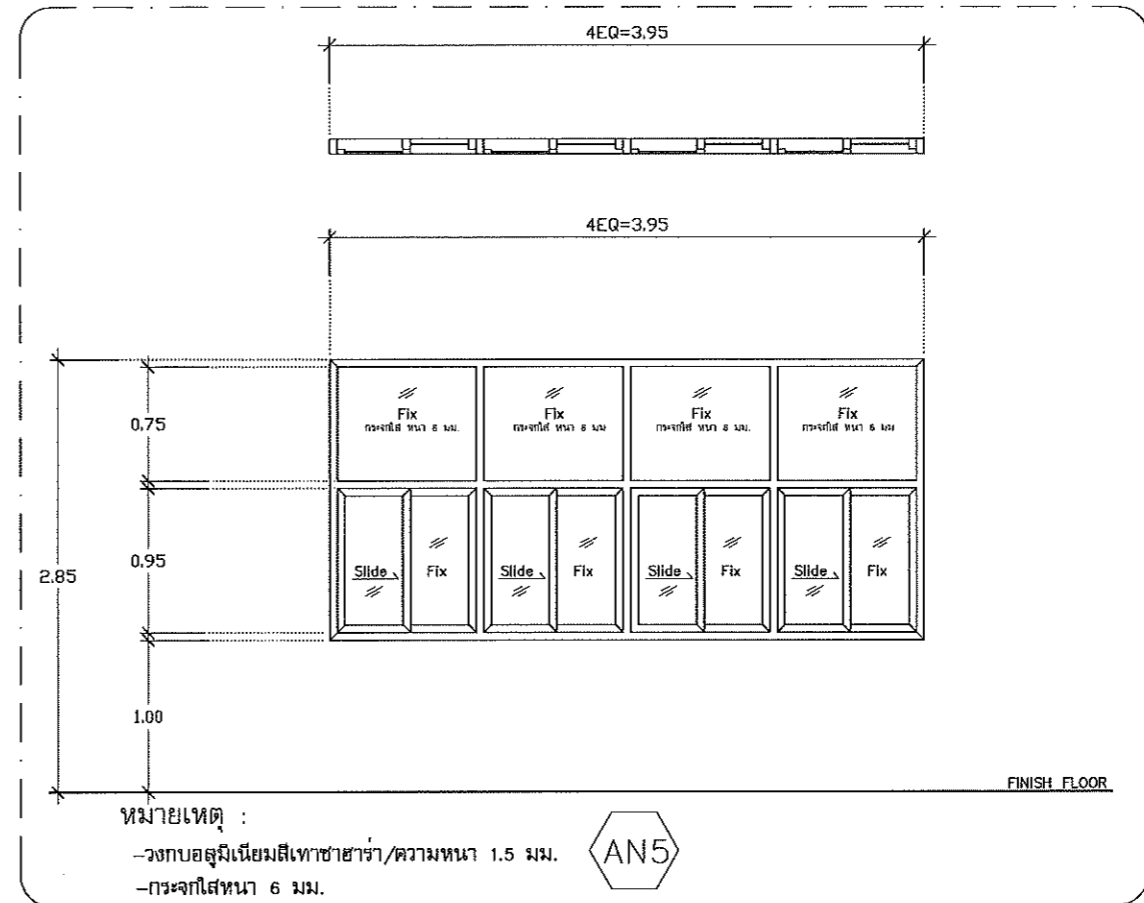 4EQ=3.95
4EQ=3.95
2.85
0.75
0.95
1.00
Fix
กระจกใส หนา 6 มม.
Fix
กระจกใส หนา 6 มม
Fix
กระจกใส หนา 6 มม.
Fix
กระจกใส หนา 6 มม
Slide
Fix
Slide
Fix
Slide
Fix
Slide
Fix
FINISH FLOOR
หมายเหตุ :
-วงกบอลูมิเนียมสีเทาซาฮาร่า/ความหนา 1.5 มม.
-กระจกใสหนา 6 มม.
AN5